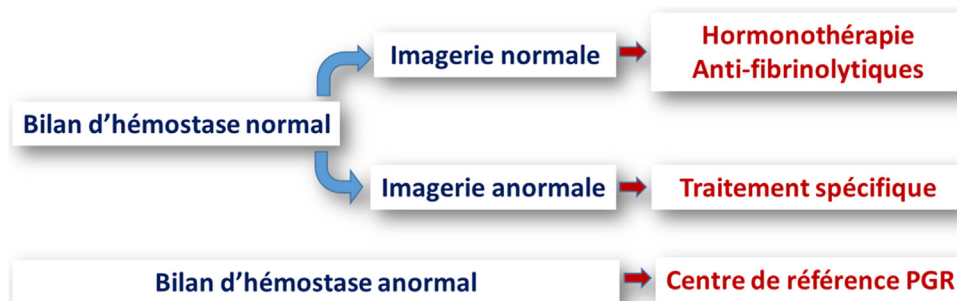 Imagerie normale
Hormonothérapie
Anti-fibrinolytiques
Bilan d'hémostase normal
Imagerie anormale
Traitement spécifique
Bilan d'hémostase anormal
Centre de référence PGR